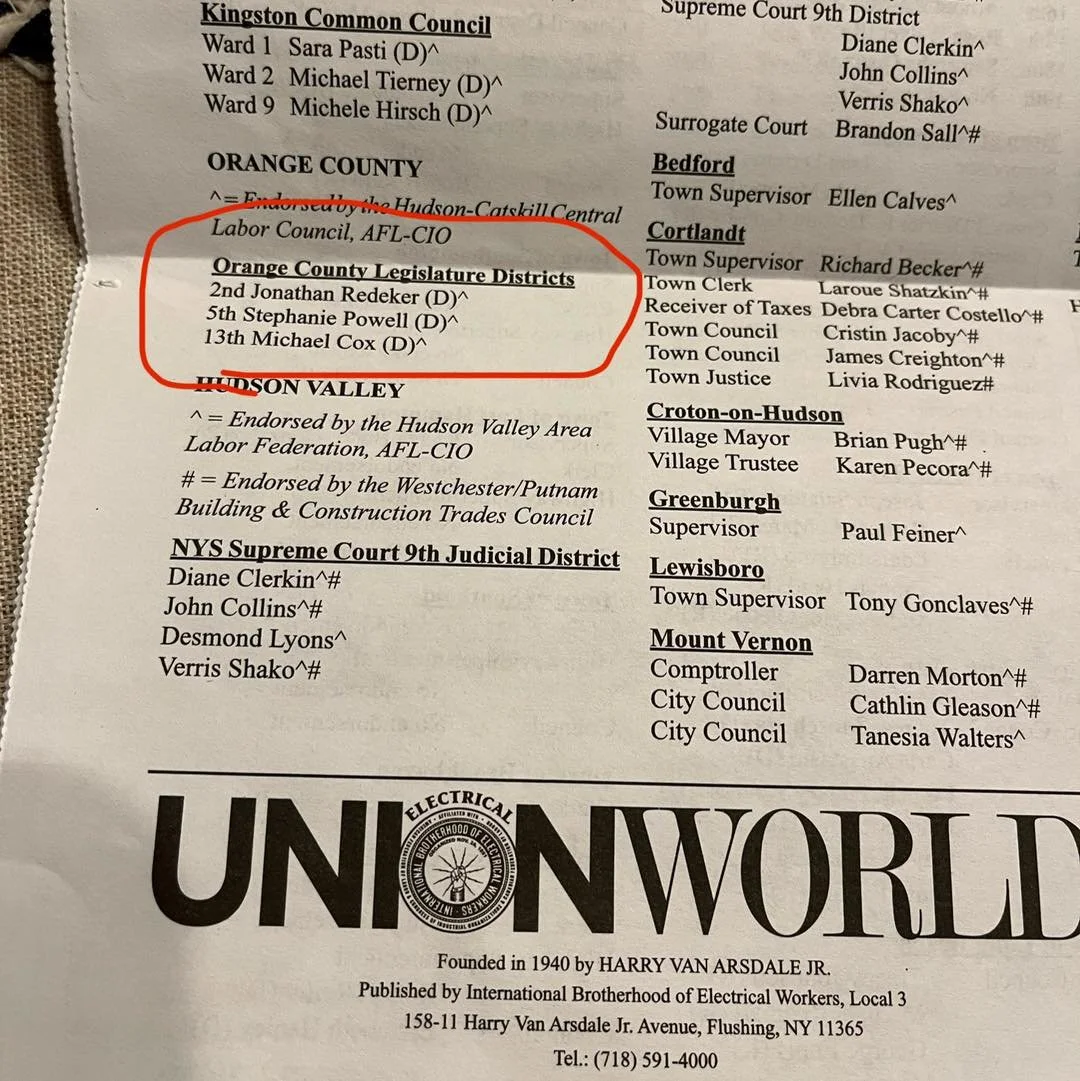 Kingston Common Council
Ward 1 Sara Pasti (D)^
Ward 2 Michael Tierney (D)^
Ward 9 Michele Hirsch (D)^
ORANGE COUNTY
^= Endorsed by the Hudson-Catskill Central
Labor Council, AFL-CIO
Orange County Legislature Districts
2nd Jonathan Redeker (D)^
5th Stephanie Powell (D)^
13th Michael Cox (D)^
HUDSON VALLEY
^ = Endorsed by the Hudson Valley Area
Labor Federation, AFL-CIO
# = Endorsed by the Westchester/Putnam
Building & Construction Trades Council
NYS Supreme Court 9th Judicial District
Diane Clerkin^#
John Collins^#
Desmond Lyons^
Verris Shako^#
Supreme Court 9th District
Diane Clerkin^
John Collins^
Verris Shako^
Surrogate Court Brandon Sall^#
Bedford
Town Supervisor Ellen Calves^
Cortlandt
Town Supervisor Richard Becker^#
Town Clerk Laroue Shatzkin^#
Receiver of Taxes Debra Carter Costello^#
Town Council Cristin Jacoby^#
Town Council James Creighton^#
Town Justice Livia Rodriguez#
Croton-on-Hudson
Village Mayor Brian Pugh^#
Village Trustee Karen Pecora^#
Greenburgh
Supervisor Paul Feiner^
Lewisboro
Town Supervisor Tony Gonclaves^#
Mount Vernon
Comptroller Darren Morton^#
City Council Cathlin Gleason^#
City Council Tanesia Walters^
ELECTRICAL
UNION WORLD
INTERNATIONAL BROTHERHOOD OF ELECTRICAL WORKERS
Founded in 1940 by HARRY VAN ARSDALE JR.
Published by International Brotherhood of Electrical Workers, Local 3
158-11 Harry Van Arsdale Jr. Avenue, Flushing, NY 11365
Tel.: (718) 591-4000